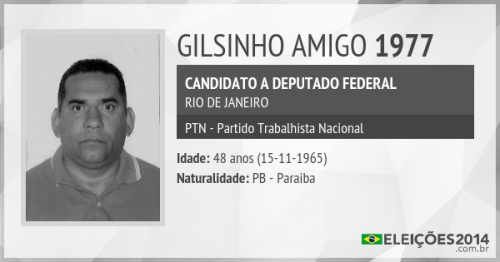 GILSINHO AMIGO 1977
CANDIDATO A DEPUTADO FEDERAL
RIO DE JANEIRO
PTN - Partido Trabalhista Nacional
Idade: 48 anos (15-11-1965)
Naturalidade: PB - Paraiba
ELEIÇÕES2014
.com.br